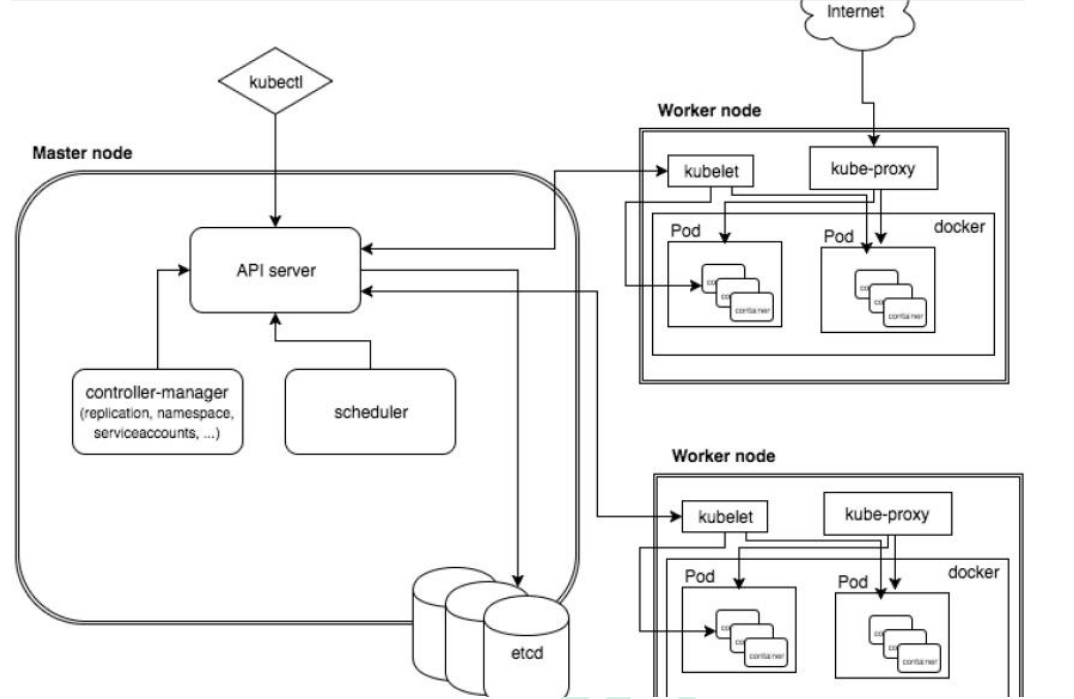 Internet
kubectl
Master node
API server
controller-manager
(replication, namespace,
serviceaccounts, ...)
scheduler
etcd
Worker node
kubelet
kube-proxy
docker
Pod
container
Pod
container
Worker node
kubelet
kube-proxy
docker
Pod
container
Pod
container